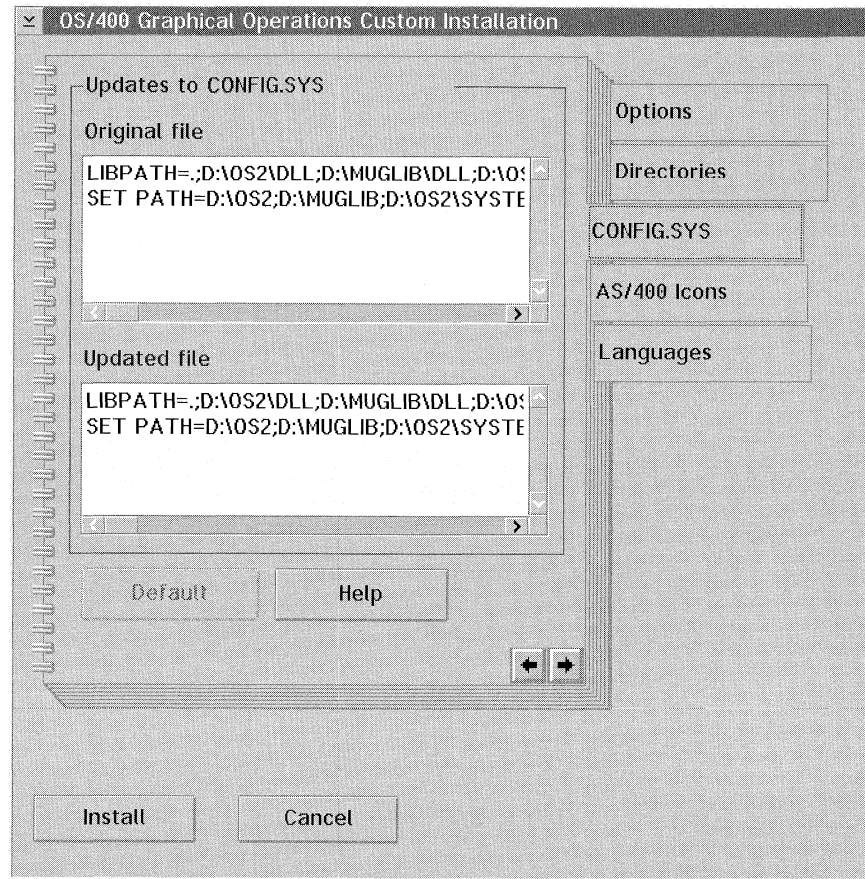 OS/400 Graphical Operations Custom Installation
Updates to CONFIG.SYS
Original file
LIBPATH=.;D:\OS2\DLL;D:\MUGLIB\DLL;D:\OS
SET PATH=D:\OS2;D:\MUGLIB;D:\OS2\SYSTE
Updated file
LIBPATH=.;D:\OS2\DLL;D:\MUGLIB\DLL;D:\OS
SET PATH=D:\OS2;D:\MUGLIB;D:\OS2\SYSTE
Default
Help
Options
Directories
CONFIG.SYS
AS/400 Icons
Languages
Install
Cancel